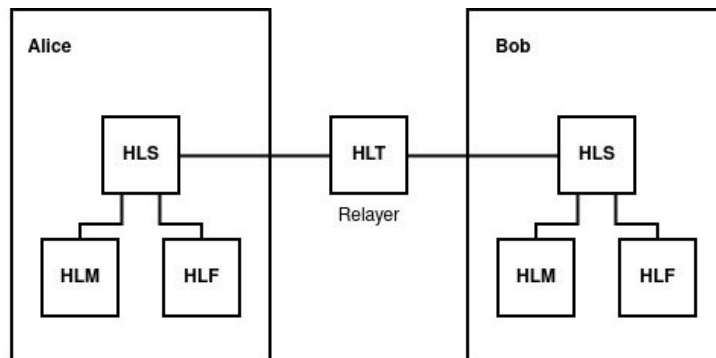 Alice
Bob
HLS
HLT
HLS
Relayer
HLM
HLF
HLM
HLF